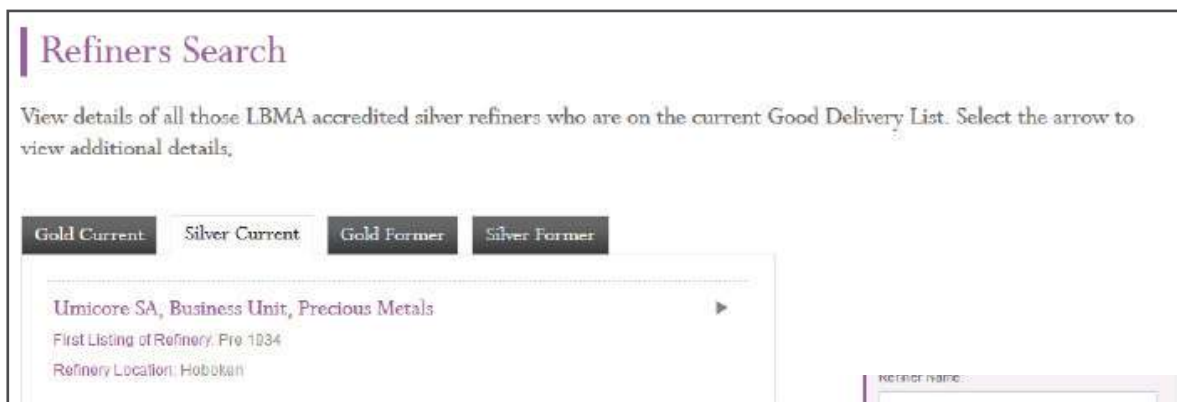 Refiners Search
View details of all those LBMA accredited silver refiners who are on the current Good Delivery List. Select the arrow to
view additional details.
Gold Current Silver Current Gold Former Silver Former
Umicore SA, Business Unit, Precious Metals
First Listing of Refinery: Pre 1934
Refinery Location: Hoboken
Refiner Name: